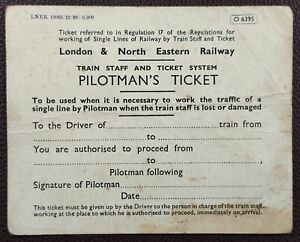 LNER 10089/12/36/6,000
O 6395
Ticket referred to in Regulation 17 of the Regulations for
working of Single Lines of Railway by Train Staff and Ticket
London & North Eastern Railway
TRAIN STAFF AND TICKET SYSTEM
PILOTMAN'S TICKET
To be used when it is necessary to work the traffic of a
single line by Pilotman when the train staff is lost or damaged
To the Driver of train from
to
You are authorised to proceed from
to
Pilotman following
Signature of Pilotman
Date
This ticket must be given up by the Driver to the person in charge of the train staff
working at the place to which he is authorised to proceed, immediately on arrival.